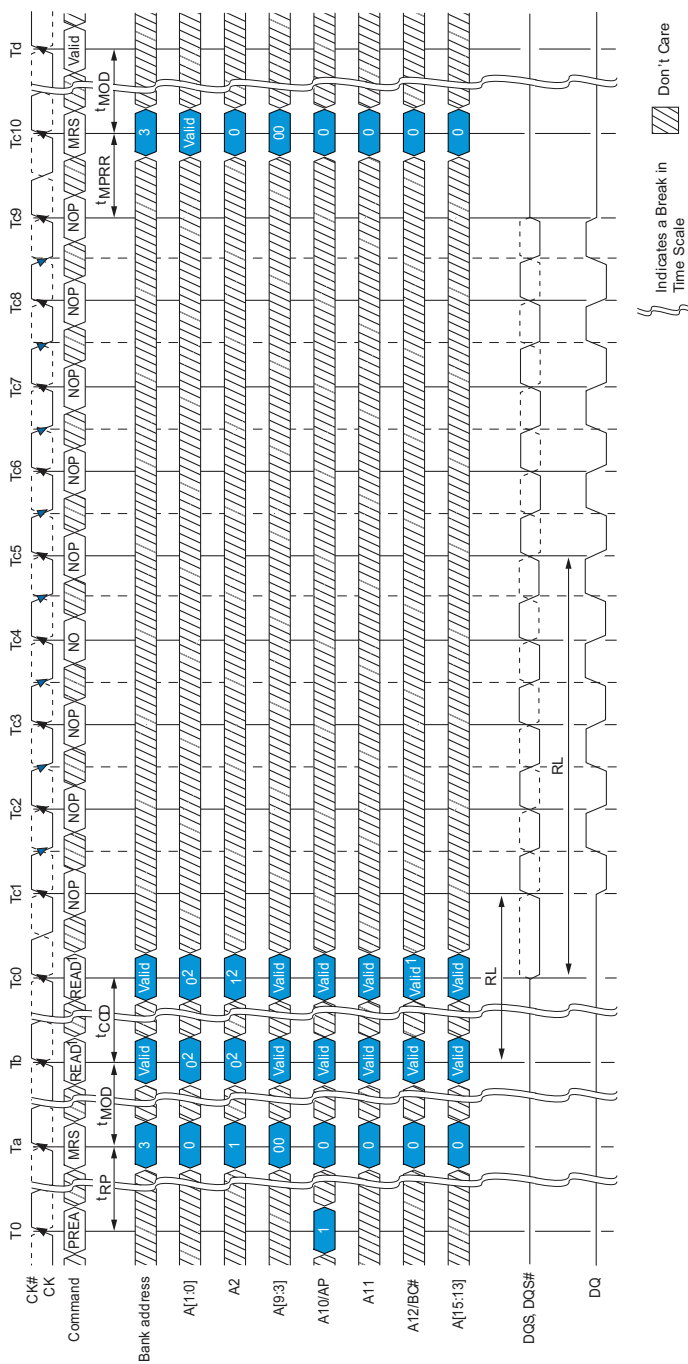 T0 Ta Tb Tc0 Tc1 Tc2 Tc3 Tc4 Tc5 Tc6 Tc7 Tc8 Tc9 Tc10 Td
CK#
CK
Command PREA MRS READ1 READ1 NOP NOP NOP NO NOP NOP NOP NOP NOP MRS Valid
tRP tMOD tCCD tMPRR tMOD
Bank address 3 Valid Valid 3
A[1:0] 0 02 02 Valid
A2 1 02 12 0
A[9:3] 00 Valid Valid 00
A10/AP 1 0 Valid Valid 0
A11 0 Valid Valid 0
A12/BC# 0 Valid Valid1 0
A[15:13] 0 Valid Valid 0
RL
DQS, DQS#
RL
DQ
Indicates a Break in
Time Scale
Don't Care